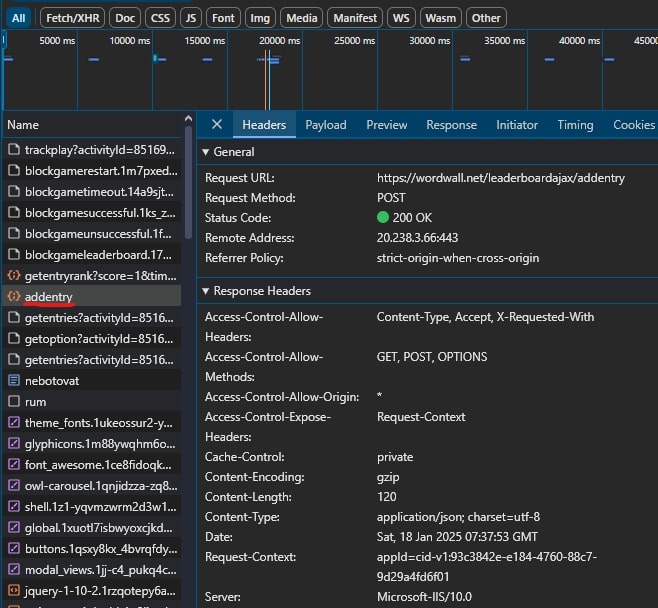 All Fetch/XHR Doc CSS JS Font Img Media Manifest WS Wasm Other
5000 ms 10000 ms 15000 ms 20000 ms 25000 ms 30000 ms 35000 ms 40000 ms 45000 ms
Name
trackplay?activityId=85169...
blockgamerestart.1m7pxed...
blockgametimeout.14a9sjt...
blockgamesuccessful.1ks_z...
blockgameunsuccessful.1f...
blockgameleaderboard.17...
getentryrank?score=1&tim...
addentry
getentries?activityId=8516...
getoption?activityId=8516...
getentries?activityId=8516...
nebotovat
rum
theme_fonts.1ukeossur2-y...
glyphicons.1m88ywqhm6o...
font_awesome.1ce8fidoqk...
owl-carousel.1qnjidzza-zq8...
shell.1z1-yqvmzwrm2d3w1...
global.1xuotl7isbwyoxcjkd...
buttons.1qsxy8kx_4bvrqfdy...
modal_views.1jj-c4_pukq4c...
jquery-1-10-2.1rzqotepy6a...
Headers Payload Preview Response Initiator Timing Cookies
General
Request URL: https://wordwall.net/leaderboardajax/addentry
Request Method: POST
Status Code: 200 OK
Remote Address: 20.238.3.66:443
Referrer Policy: strict-origin-when-cross-origin
Response Headers
Access-Control-Allow- Content-Type, Accept, X-Requested-With
Headers:
Access-Control-Allow- GET, POST, OPTIONS
Methods:
Access-Control-Allow-Origin: *
Access-Control-Expose- Request-Context
Headers:
Cache-Control: private
Content-Encoding: gzip
Content-Length: 120
Content-Type: application/json; charset=utf-8
Date: Sat, 18 Jan 2025 07:37:53 GMT
Request-Context: appId=cid-v1:93c3842e-e184-4760-88c7-
9d29a4fd6f01
Server: Microsoft-IIS/10.0